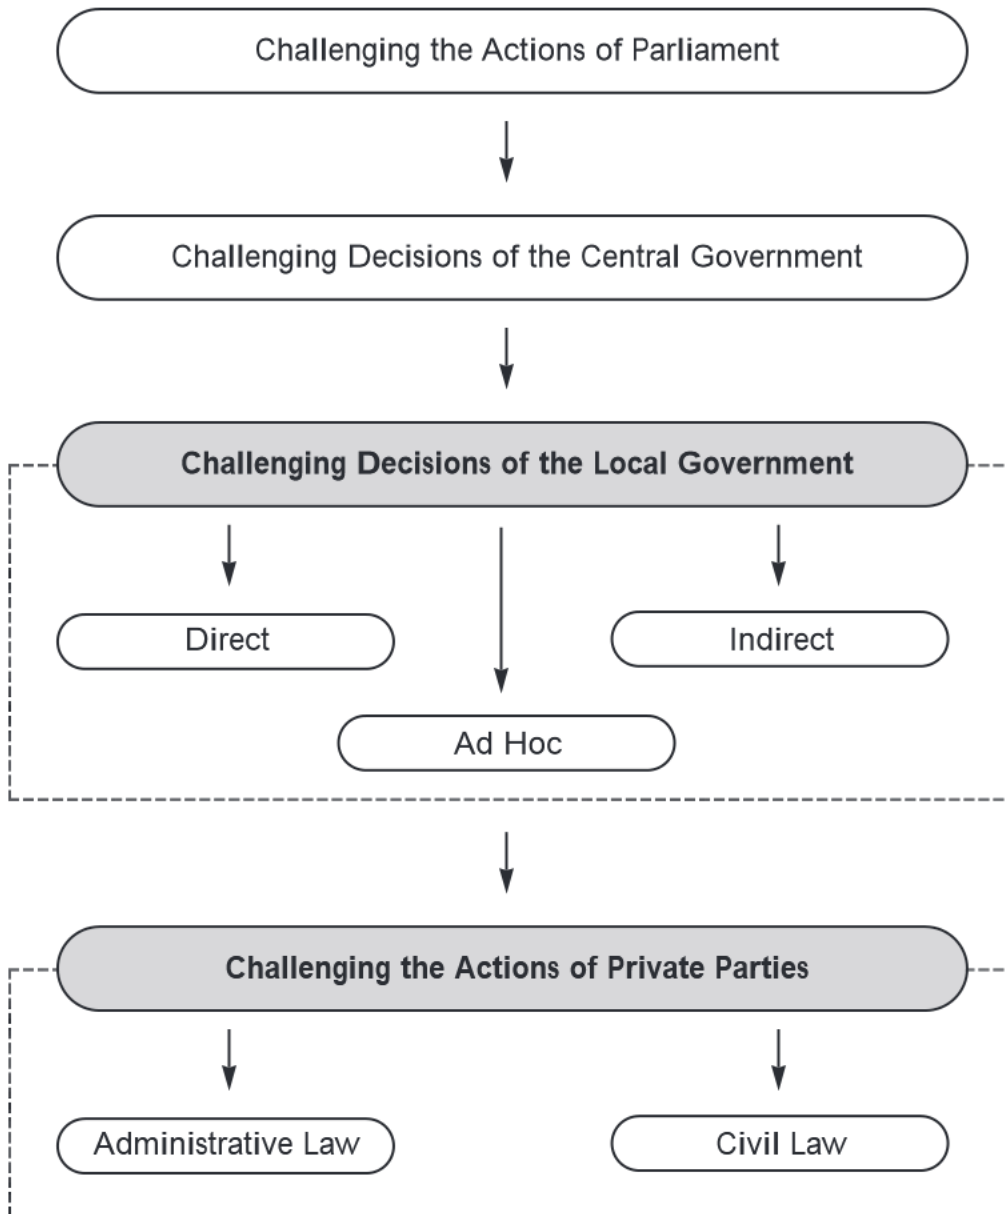 Challenging the Actions of Parliament
Challenging Decisions of the Central Government
Challenging Decisions of the Local Government
Direct
Indirect
Ad Hoc
Challenging the Actions of Private Parties
Administrative Law
Civil Law